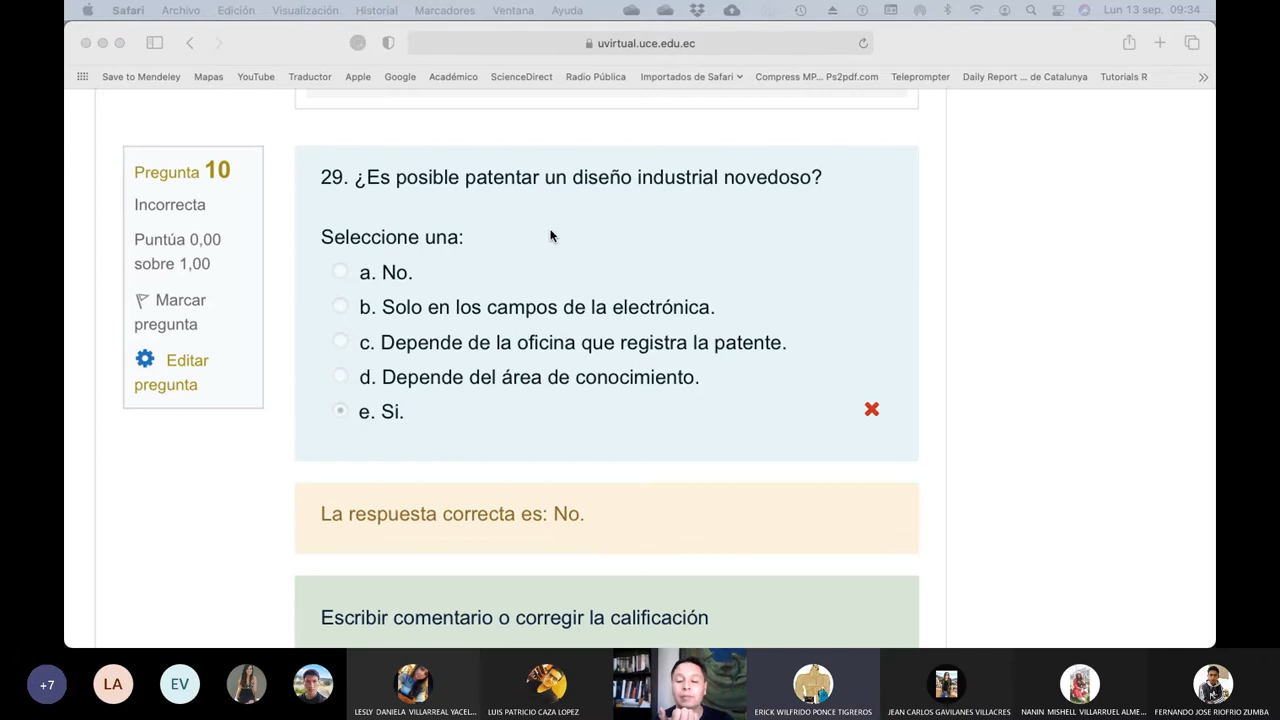 Safari Archivo Edición Visualización Historial Marcadores Ventana Ayuda Lun 13 sep. 09:34
uvirtual.uce.edu.ec
Save to Mendeley Mapas YouTube Traductor Apple Google Académico ScienceDirect Radio Pública Importados de Safari Compress MP... Ps2pdf.com Teleprompter Daily Report ... de Catalunya Tutorials R
Pregunta 10
Incorrecta
Puntúa 0,00
sobre 1,00
Marcar
pregunta
Editar
pregunta
29. ¿Es posible patentar un diseño industrial novedoso?
Seleccione una:
a. No.
b. Solo en los campos de la electrónica.
c. Depende de la oficina que registra la patente.
d. Depende del área de conocimiento.
e. Si.
La respuesta correcta es: No.
Escribir comentario o corregir la calificación
+7 LA EV
LESLY DANIELA VILLARREAL YACEL... LUIS PATRICIO CAZA LOPEZ ERICK WILFRIDO PONCE TIGREROS JEAN CARLOS GAVILANES VILLACRES NANIN MISHELL VILLARRUEL ALME... FERNANDO JOSE RIOFRIO ZUMBA